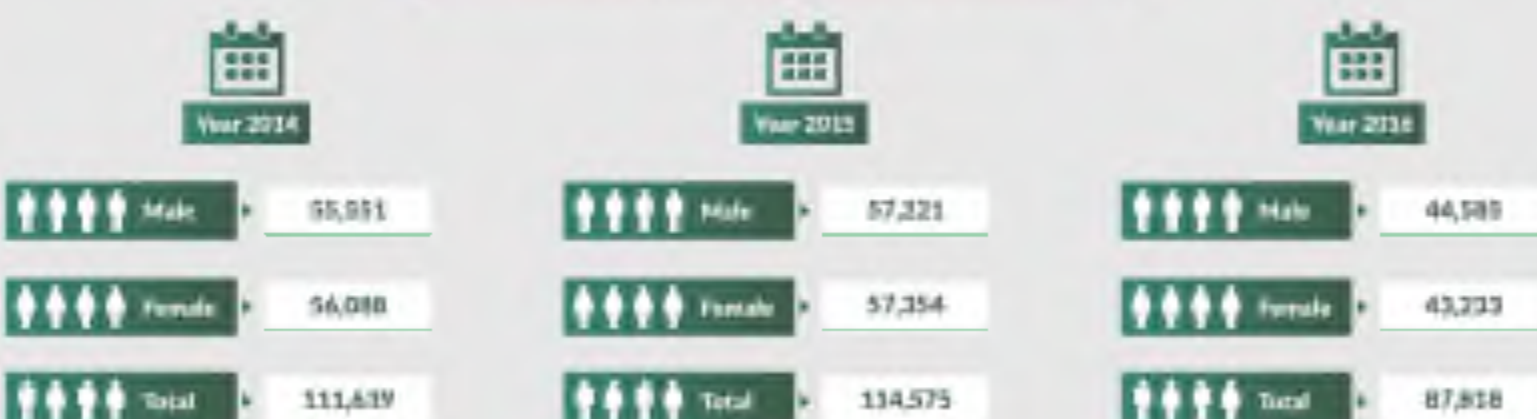 Year 2014 Year 2015 Year 2016
Male 55,551 Male 57,221 Male 44,585
Female 56,088 Female 57,354 Female 43,233
Total 111,639 Total 114,575 Total 87,818